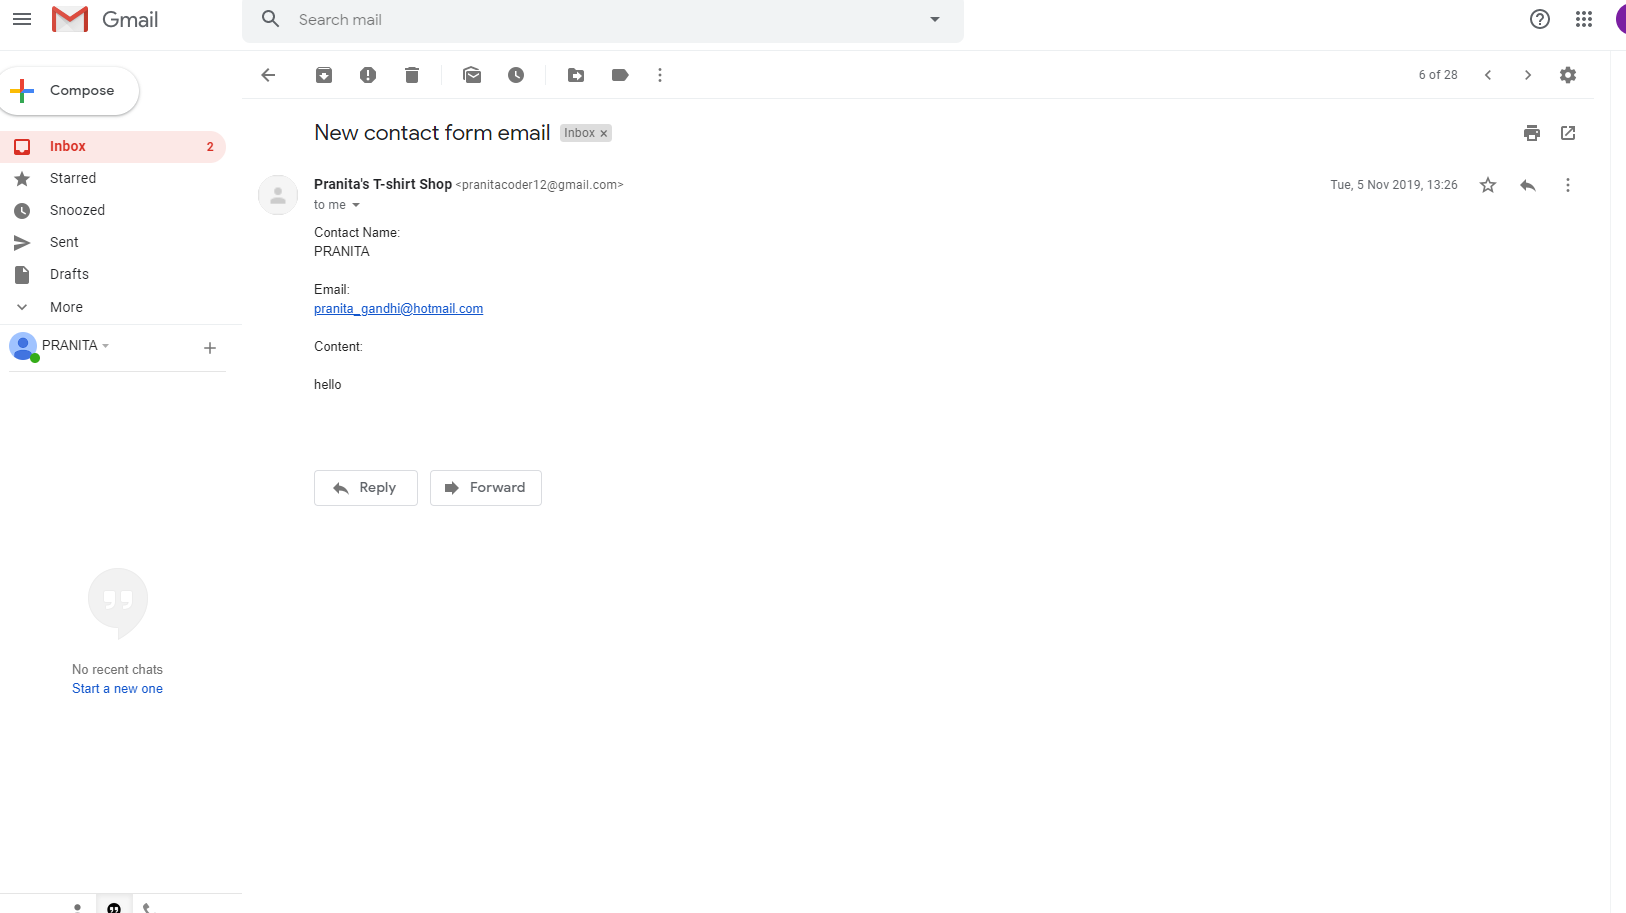 Gmail
Search mail
Compose
6 of 28
Inbox 2
Starred
Snoozed
Sent
Drafts
More
PRANITA
No recent chats
Start a new one
New contact form email Inbox x
Pranita's T-shirt Shop <pranitacoder12@gmail.com> Tue, 5 Nov 2019, 13:26
to me
Contact Name:
PRANITA
Email:
pranita_gandhi@hotmail.com
Content:
hello
Reply Forward